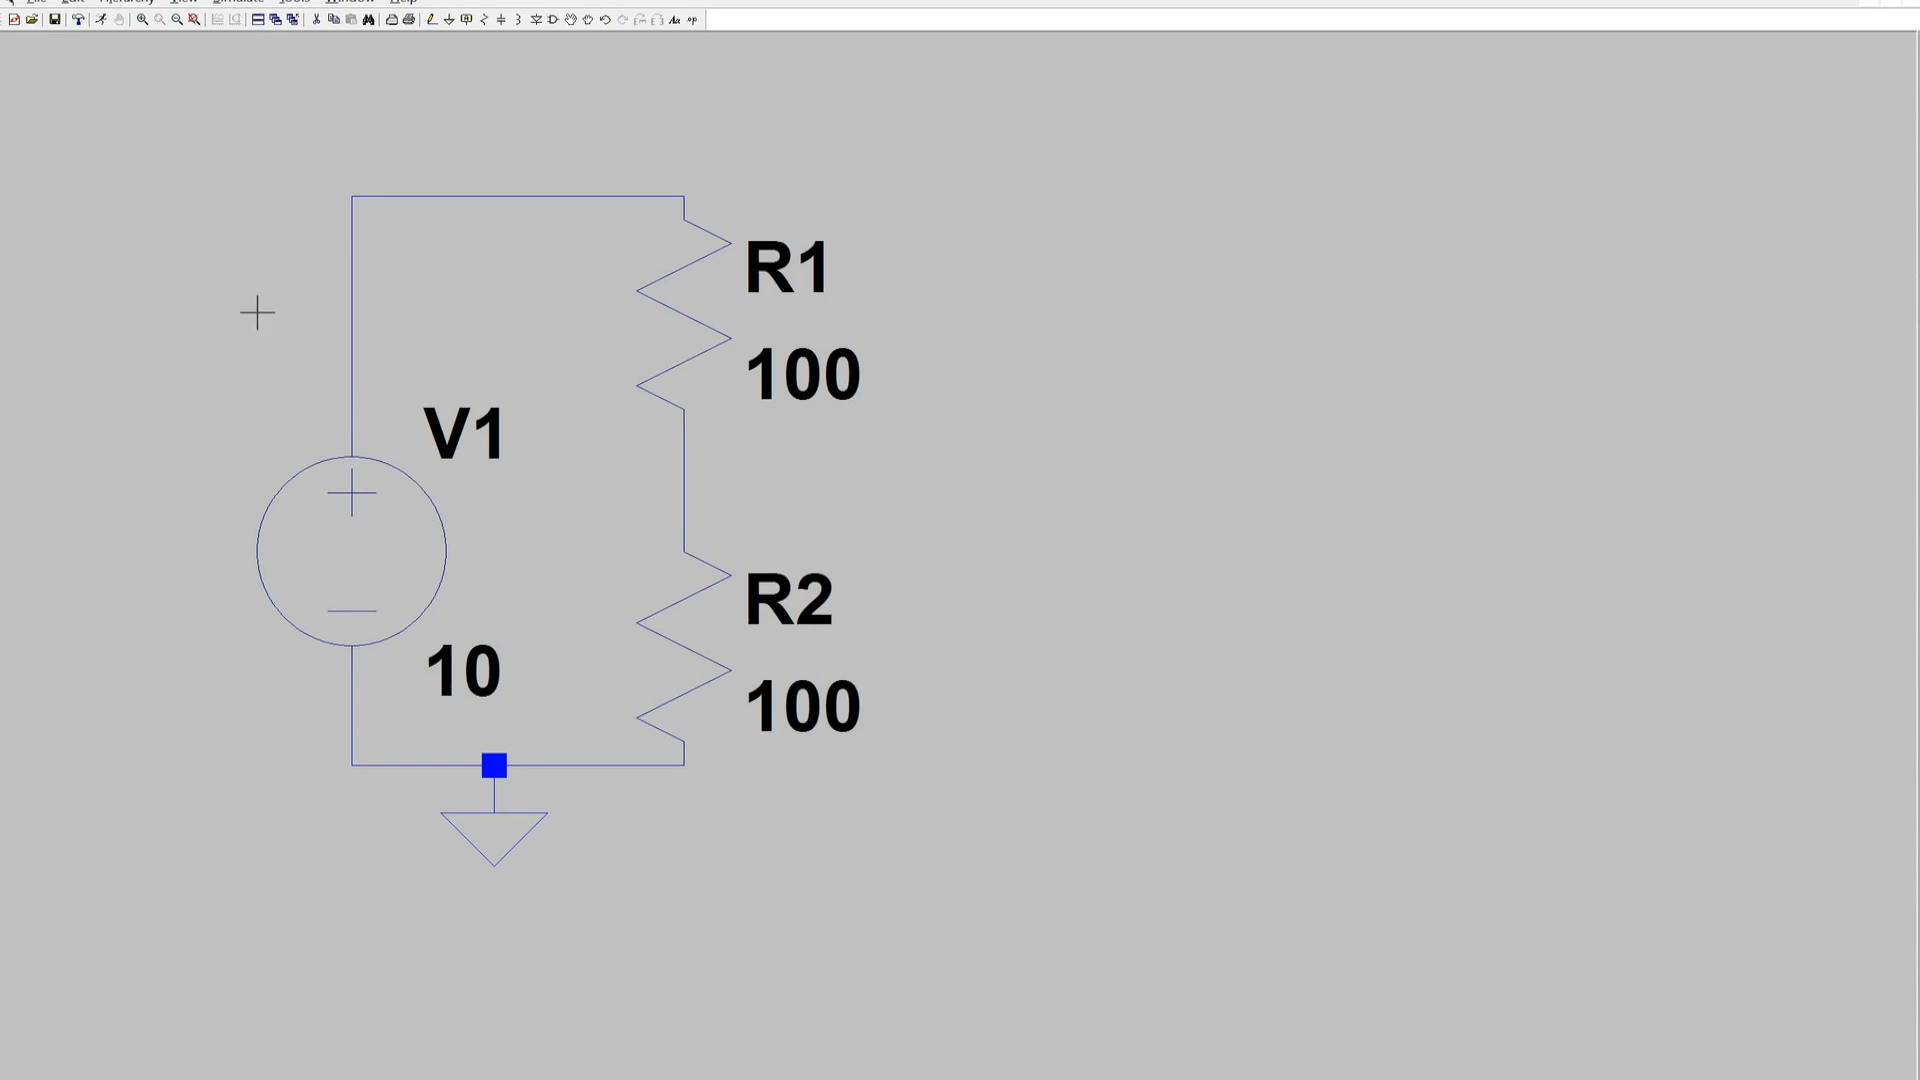 File Edit Hierarchy View Simulate Tools Window Help
R1
100
V1
R2
10
100